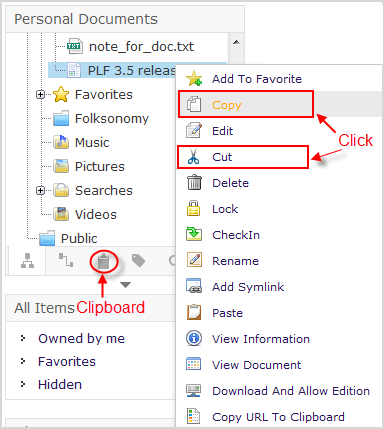 Personal Documents
note_for_doc.txt
PLF 3.5 releas
Favorites
Folksonomy
Music
Pictures
Searches
Videos
Public
Clipboard
All Items
Owned by me
Favorites
Hidden
Add To Favorite
Copy
Edit
Cut
Delete
Lock
CheckIn
Rename
Add Symlink
Paste
View Information
View Document
Download And Allow Edition
Copy URL To Clipboard
Click